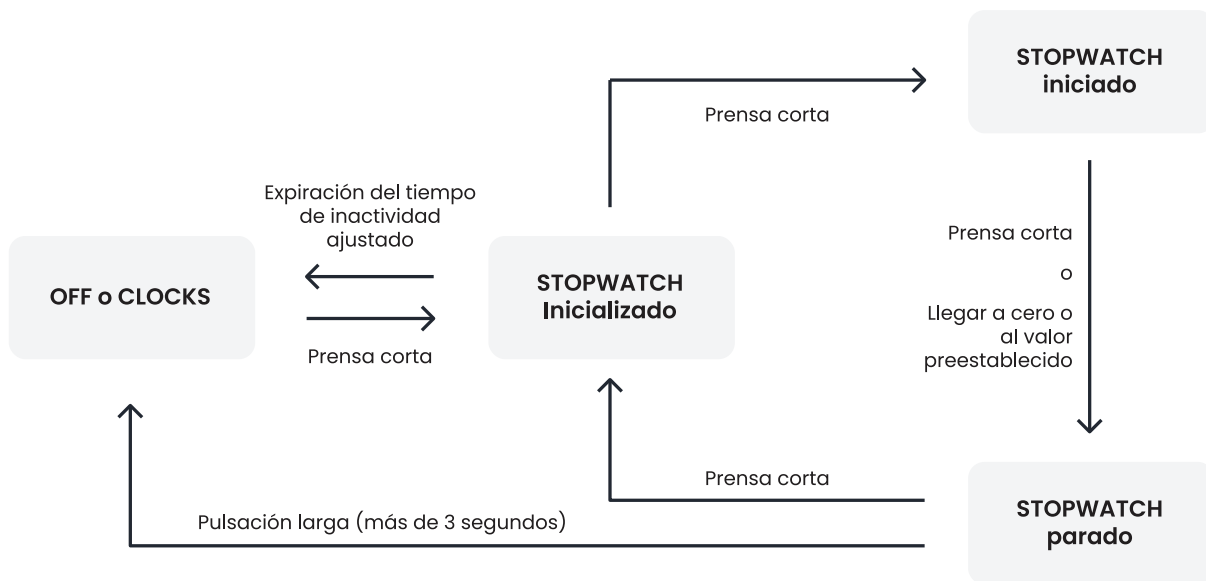 STOPWATCH
iniciado
Prensa corta
Expiración del tiempo
de inactividad
ajustado
OFF o CLOCKS
STOPWATCH
Inicializado
Prensa corta
Prensa corta
o
Llegar a cero o
al valor
preestablecido
Prensa corta
Pulsación larga (más de 3 segundos)
STOPWATCH
parado